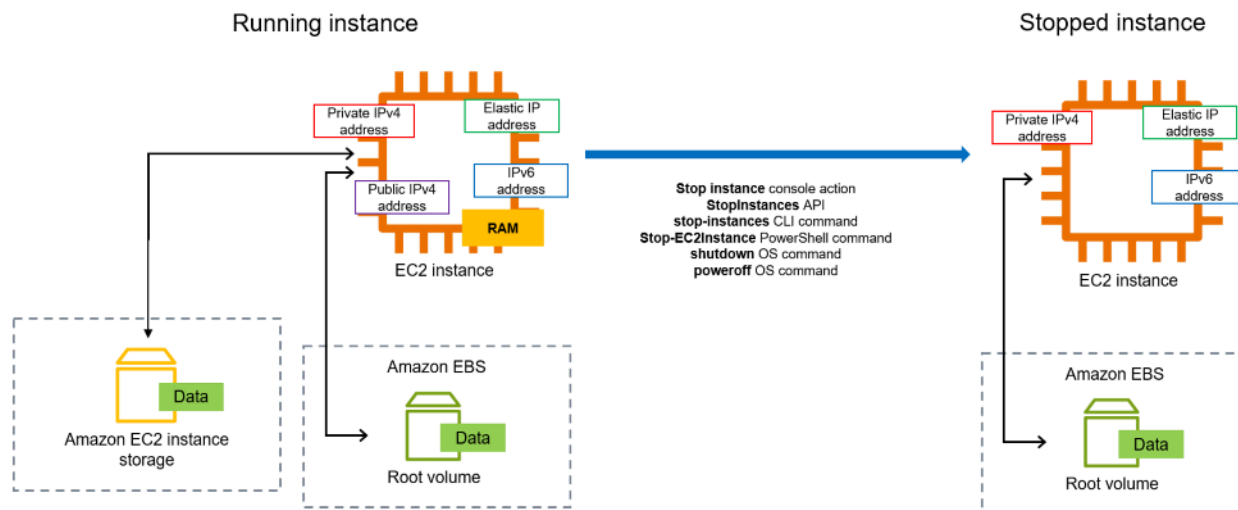 Running instance
Stopped instance
Private IPv4
address
Elastic IP
address
Public IPv4
address
IPv6
address
RAM
EC2 instance
Stop instance console action
StopInstances API
stop-instances CLI command
Stop-EC2Instance PowerShell command
shutdown OS command
poweroff OS command
Private IPv4
address
Elastic IP
address
IPv6
address
EC2 instance
Data
Amazon EC2 instance
storage
Amazon EBS
Data
Root volume
Amazon EBS
Data
Root volume